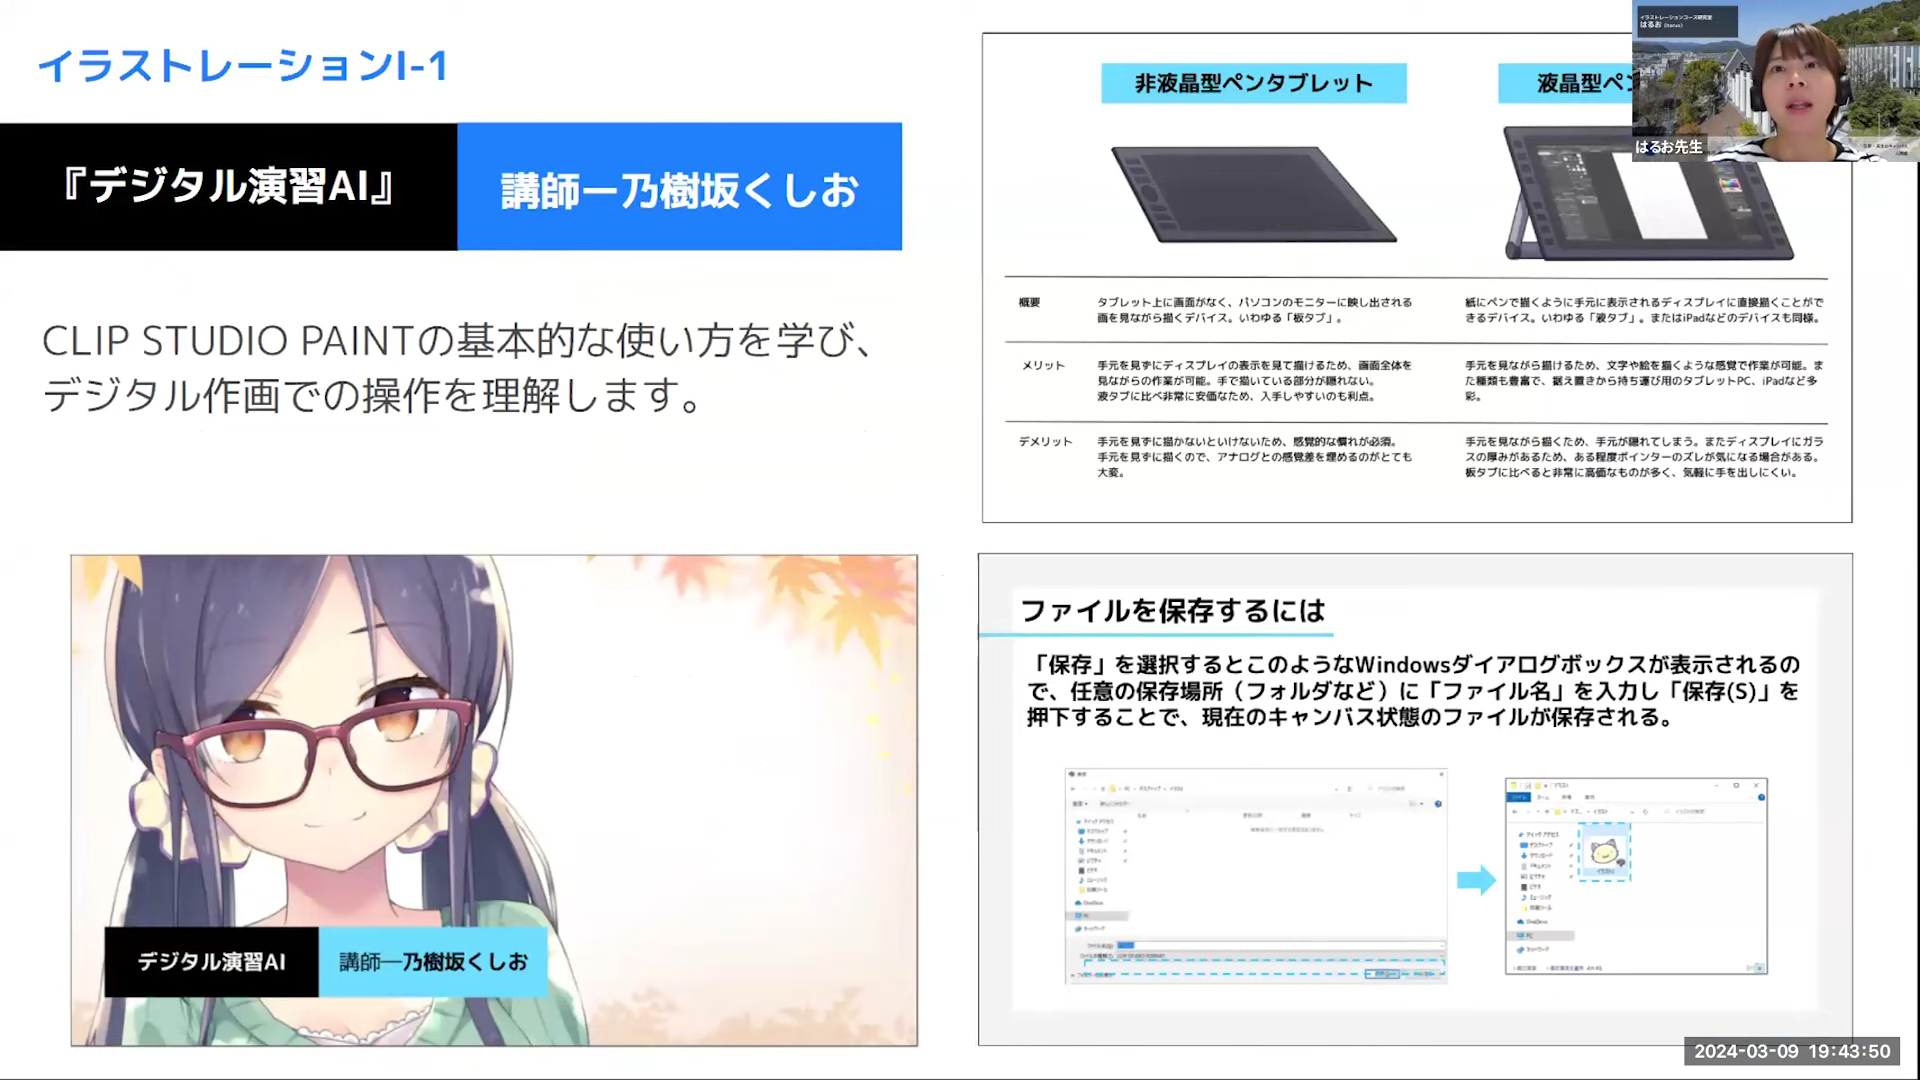 イラストレーションI-1
『デジタル演習AI』
講師―乃樹坂くしお
CLIP STUDIO PAINTの基本的な使い方を学び、
デジタル作画での操作を理解します。
非液晶型ペンタブレット
液晶型ペン
概要
タブレット上に画面がなく、パソコンのモニターに映し出される
画を見ながら描くデバイス。いわゆる「板タブ」。
紙にペンで描くように手元に表示されるディスプレイに直接描くことがで
きるデバイス。いわゆる「液タブ」。またはiPadなどのデバイスも同様。
メリット
手元を見ずにディスプレイの表示を見て描けるため、画面全体を
見ながらの作業が可能。手で描いている部分が隠れない。
液タブに比べ非常に安価なため、入手しやすいのも利点。
手元を見ながら描けるため、文字や絵を描くような感覚で作業が可能。ま
た種類も豊富で、据え置きから持ち運び用のタブレットPC、iPadなど多
彩。
デメリット
手元を見ずに描かないといけないため、感覚的な慣れが必須。
手元を見ずに描くので、アナログとの感覚差を埋めるのがとても
大変。
手元を見ながら描くため、手元が隠れてしまう。またディスプレイにガラ
スの厚みがあるため、ある程度ポインターのズレが気になる場合がある。
板タブに比べると非常に高価なものが多く、気軽に手を出しにくい。
イラストレーションコース研究室
はるお
はるお先生
デジタル演習AI
講師―乃樹坂くしお
ファイルを保存するには
「保存」を選択するとこのようなWindowsダイアログボックスが表示されるの
で、任意の保存場所（フォルダなど）に「ファイル名」を入力し「保存(S)」を
押下することで、現在のキャンバス状態のファイルが保存される。
2024-03-09 19:43:50